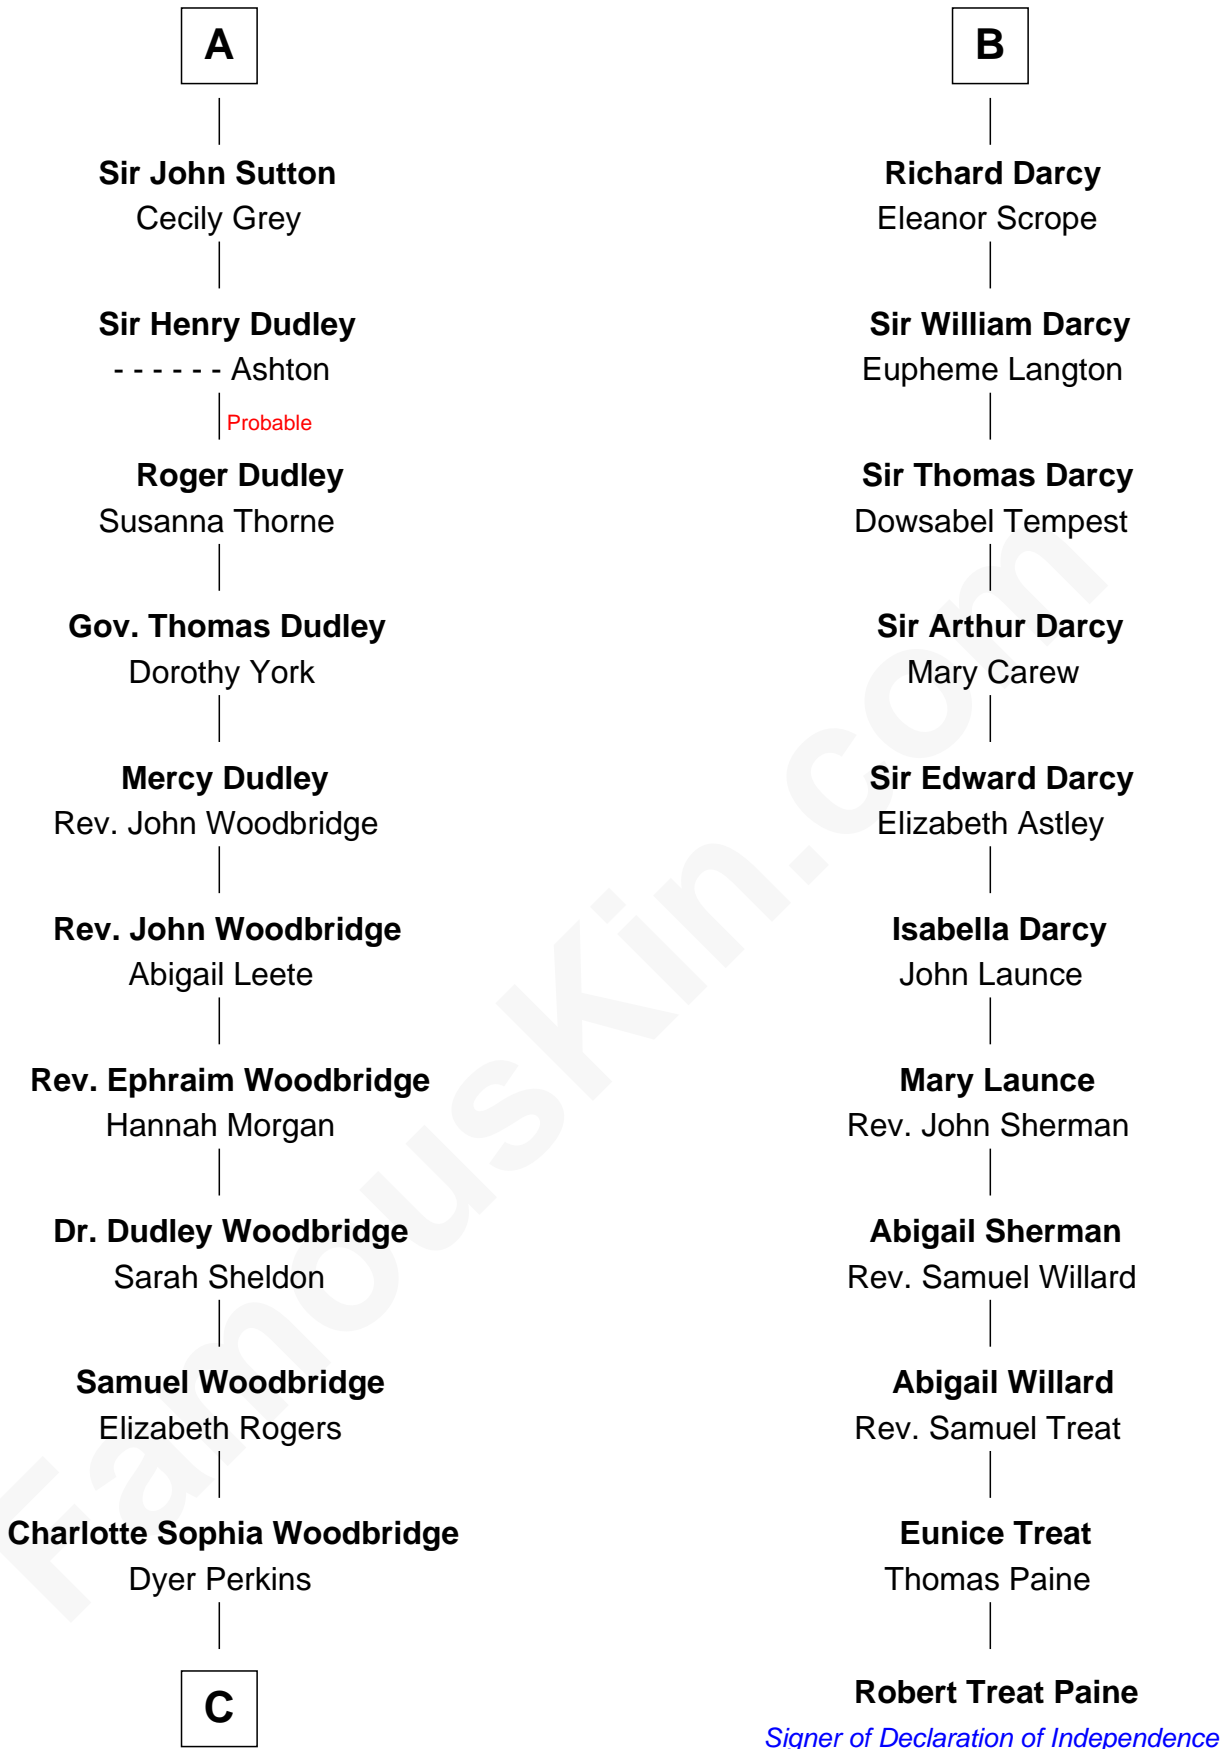 A
Sir John Sutton
Cecily Grey
Sir Henry Dudley
- - - - - - Ashton
Probable
Roger Dudley
Susanna Thorne
Gov. Thomas Dudley
Dorothy York
Mercy Dudley
Rev. John Woodbridge
Rev. John Woodbridge
Abigail Leete
Rev. Ephraim Woodbridge
Hannah Morgan
Dr. Dudley Woodbridge
Sarah Sheldon
Samuel Woodbridge
Elizabeth Rogers
Charlotte Sophia Woodbridge
Dyer Perkins
C
B
Richard Darcy
Eleanor Scrope
Sir William Darcy
Eupheme Langton
Sir Thomas Darcy
Dowsabel Tempest
Sir Arthur Darcy
Mary Carew
Sir Edward Darcy
Elizabeth Astley
Isabella Darcy
John Launce
Mary Launce
Rev. John Sherman
Abigail Sherman
Rev. Samuel Willard
Abigail Willard
Rev. Samuel Treat
Eunice Treat
Thomas Paine
Robert Treat Paine
Signer of Declaration of Independence
FamousKin.com